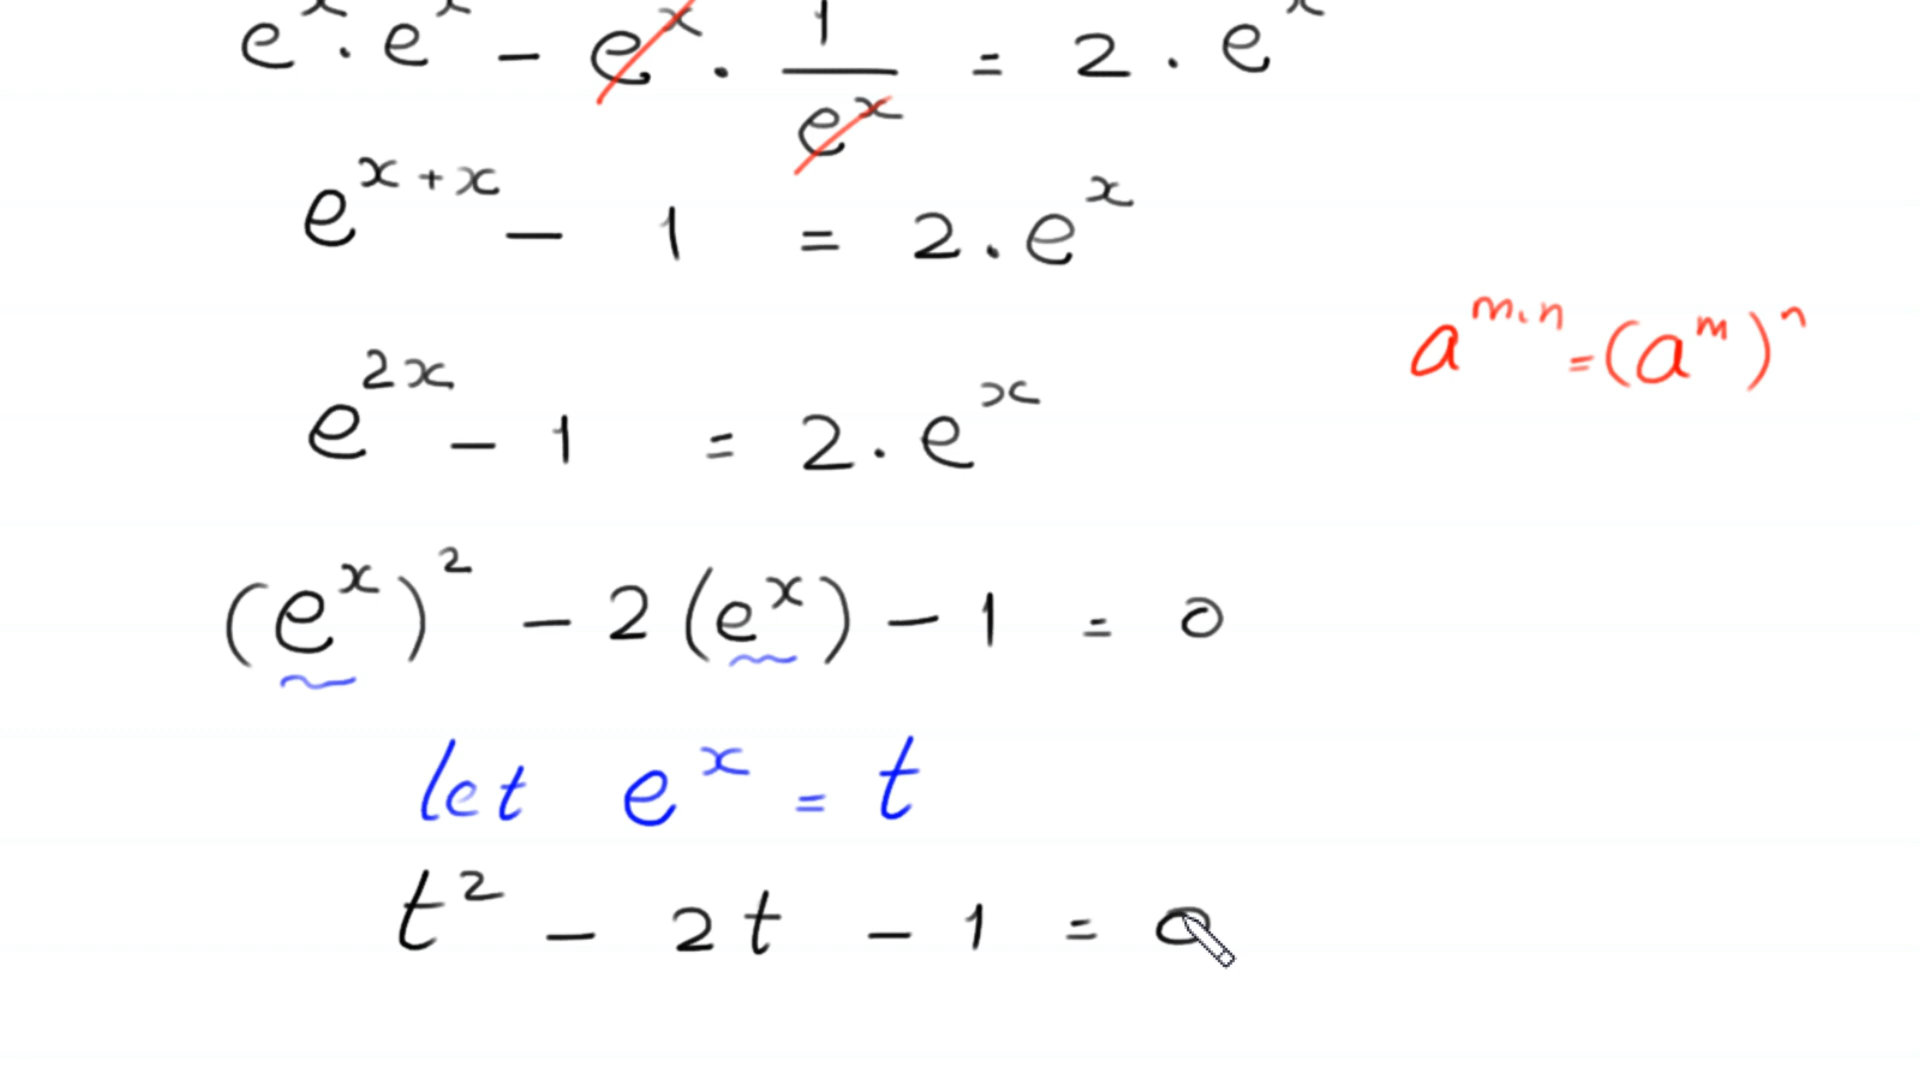 e^x · e^x − e^x · 1/e^x = 2 · e^x
e^(x+x) − 1 = 2 · e^x
a^(m·n) = (a^m)^n
e^(2x) − 1 = 2 · e^x
(e^x)^2 − 2(e^x) − 1 = 0
let e^x = t
t^2 − 2t − 1 = 0